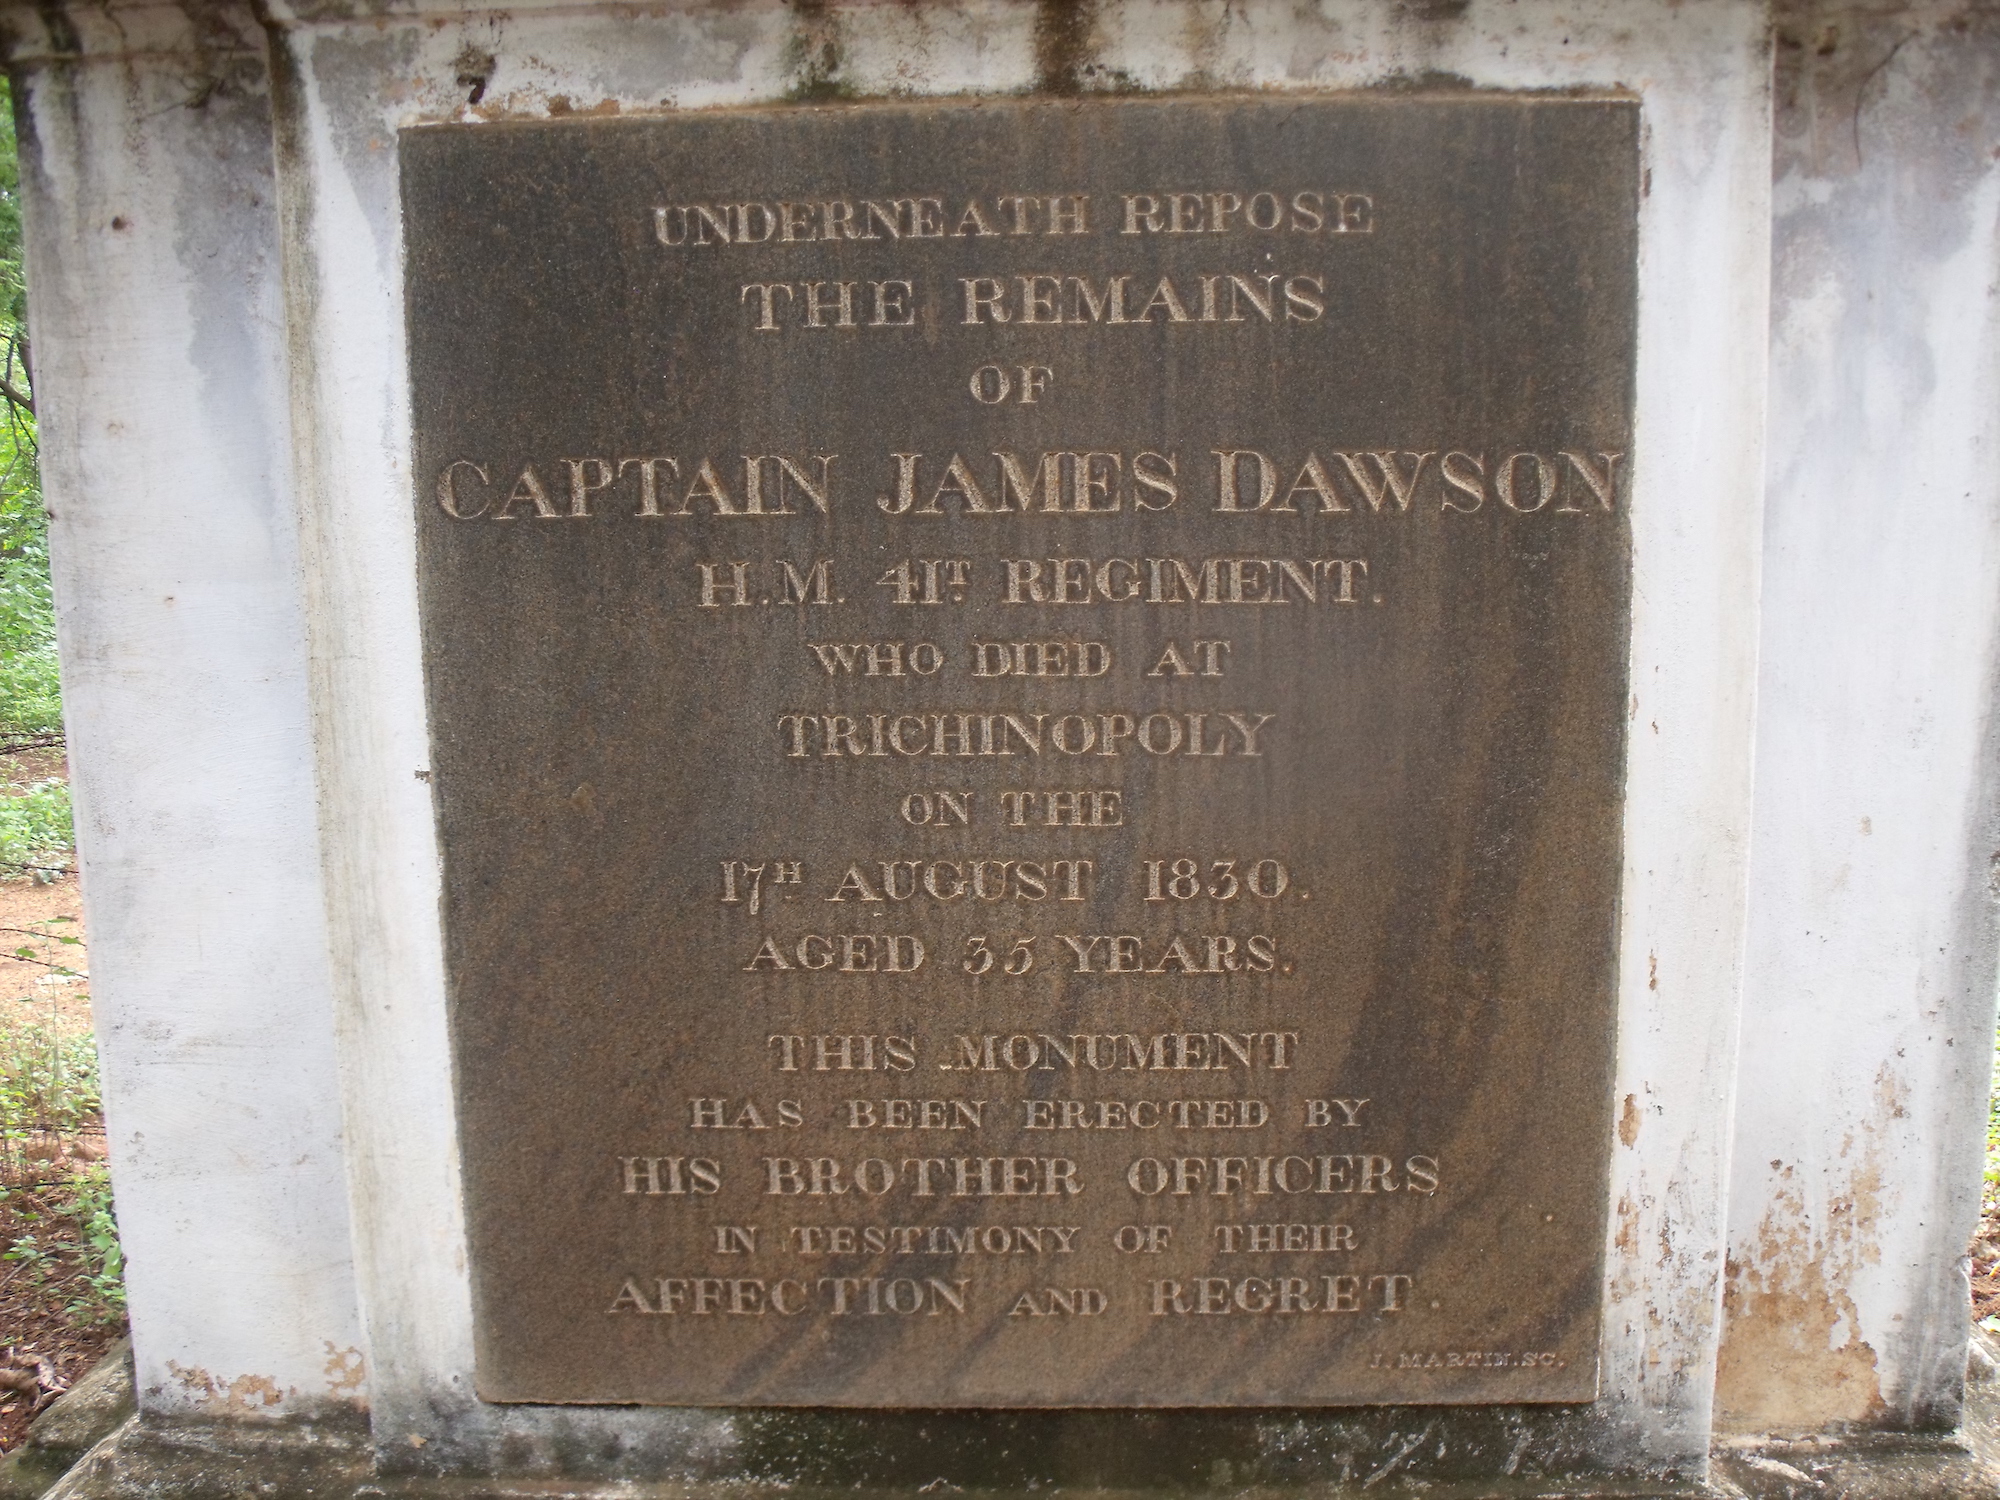 UNDERNEATH REPOSE
THE REMAINS
OF
CAPTAIN JAMES DAWSON
H.M. 41T. REGIMENT.
WHO DIED AT
TRICHINOPOLY
ON THE
17TH AUGUST 1830.
AGED 35 YEARS.
THIS MONUMENT
HAS BEEN ERECTED BY
HIS BROTHER OFFICERS
IN TESTIMONY OF THEIR
AFFECTION AND REGRET.
J. MARTIN. SC.